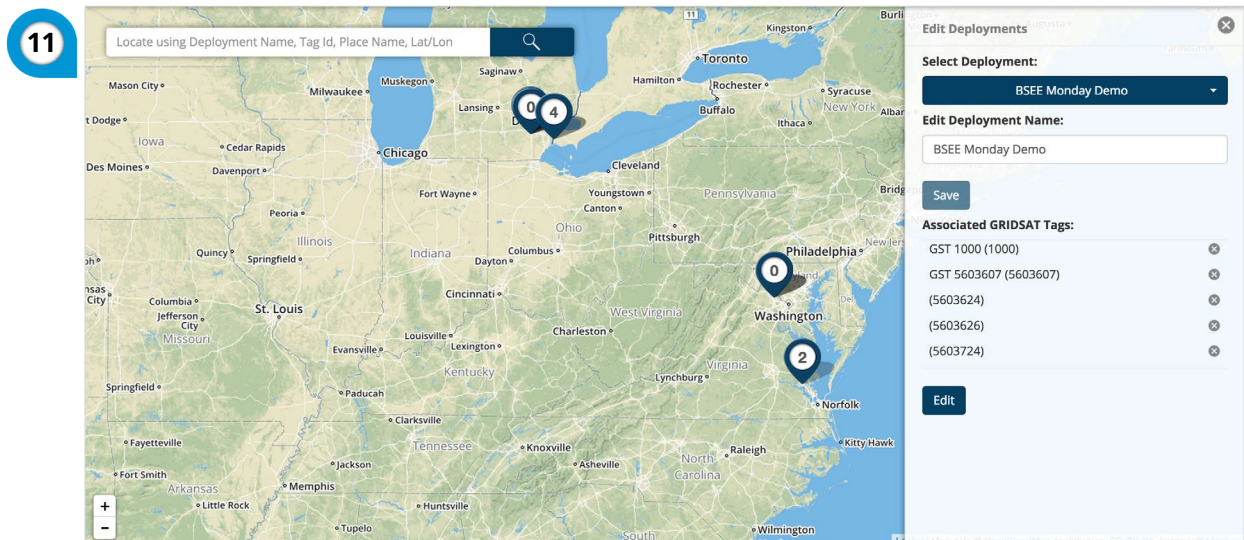 11
Locate using Deployment Name, Tag Id, Place Name, Lat/Lon
Edit Deployments
Select Deployment:
BSEE Monday Demo
Edit Deployment Name:
BSEE Monday Demo
Save
Associated GRIDSAT Tags:
GST 1000 (1000)
GST 5603607 (5603607)
(5603624)
(5603626)
(5603724)
Edit
11
Kingston
Toronto
Mason City
Milwaukee
Muskegon
Saginaw
Hamilton
Rochester
Syracuse
Lansing
0
4
Buffalo
New York
t Dodge
Ithaca
Iowa
Cedar Rapids
Chicago
Des Moines
Davenport
Cleveland
Fort Wayne
Youngstown
Pennsylvania
Canton
Peoria
Ohio
Pittsburgh
Illinois
Indiana
Columbus
Philadelphia
Quincy
Springfield
Dayton
0
City
Columbia
Cincinnati
Jefferson
City
St. Louis
West Virginia
Washington
Del
Missouri
Louisville
Charleston
Evansville
Lexington
2
Kentucky
Virginia
Lynchburg
Springfield
Paducah
Norfolk
Clarksville
Fayetteville
Tennessee
Knoxville
Raleigh
Kitty Hawk
Jackson
Asheville
North
Carolina
Fort Smith
Arkansas
Memphis
+
Little Rock
Huntsville
-
Tupelo
South
Wilmington